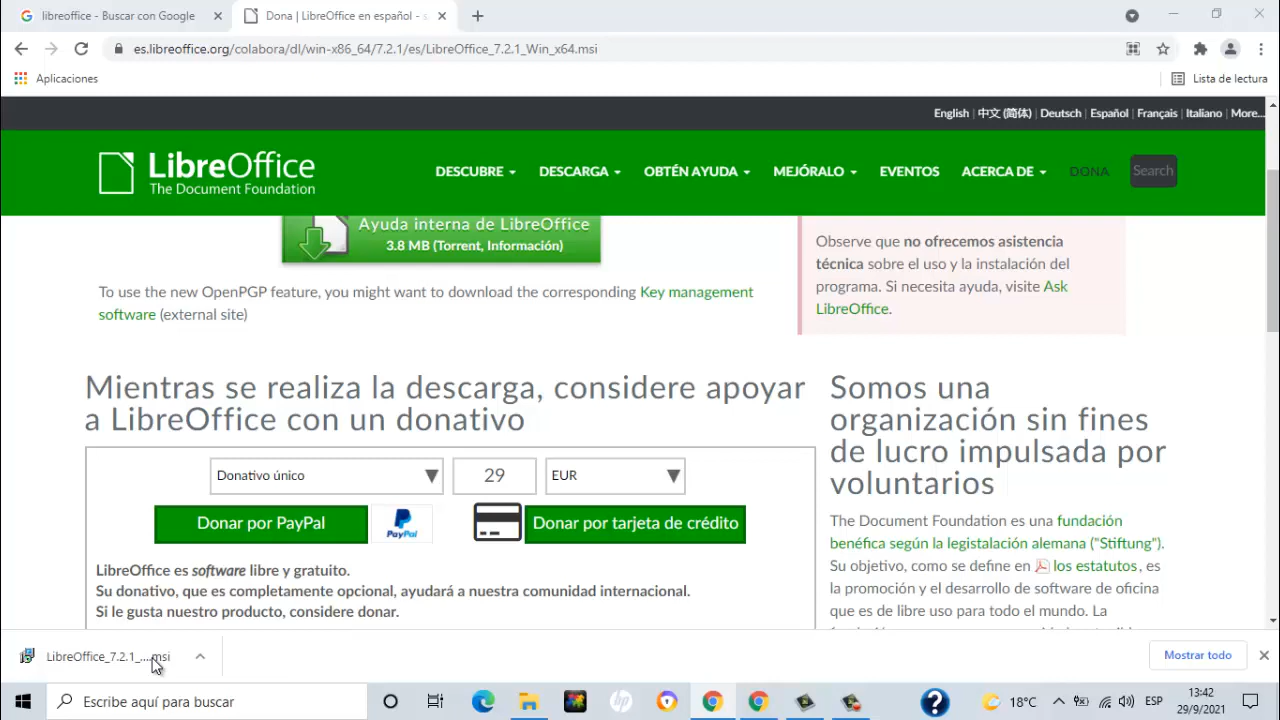 libreoffice - Buscar con Google
Dona | LibreOffice en español - s
es.libreoffice.org/colabora/dl/win-x86_64/7.2.1/es/LibreOffice_7.2.1_Win_x64.msi
Aplicaciones
Lista de lectura
English | 中文 (简体) | Deutsch | Español | Français | Italiano | More...
LibreOffice
The Document Foundation
DESCUBRE DESCARGA OBTÉN AYUDA MEJÓRALO EVENTOS ACERCA DE DONA Search
Ayuda interna de LibreOffice
3.8 MB (Torrent, Información)
To use the new OpenPGP feature, you might want to download the corresponding Key management
software (external site)
Observe que no ofrecemos asistencia
técnica sobre el uso y la instalación del
programa. Si necesita ayuda, visite Ask
LibreOffice.
Mientras se realiza la descarga, considere apoyar
a LibreOffice con un donativo
Donativo único 29 EUR
Donar por PayPal PayPal Donar por tarjeta de crédito
LibreOffice es software libre y gratuito.
Su donativo, que es completamente opcional, ayudará a nuestra comunidad internacional.
Si le gusta nuestro producto, considere donar.
Somos una
organización sin fines
de lucro impulsada por
voluntarios
The Document Foundation es una fundación
benéfica según la legistalación alemana ("Stiftung").
Su objetivo, como se define en los estatutos, es
la promoción y el desarrollo de software de oficina
que es de libre uso para todo el mundo. La
LibreOffice_7.2.1_....msi
Mostrar todo
Escribe aquí para buscar
hp
18°C
ESP
13:42
29/9/2021